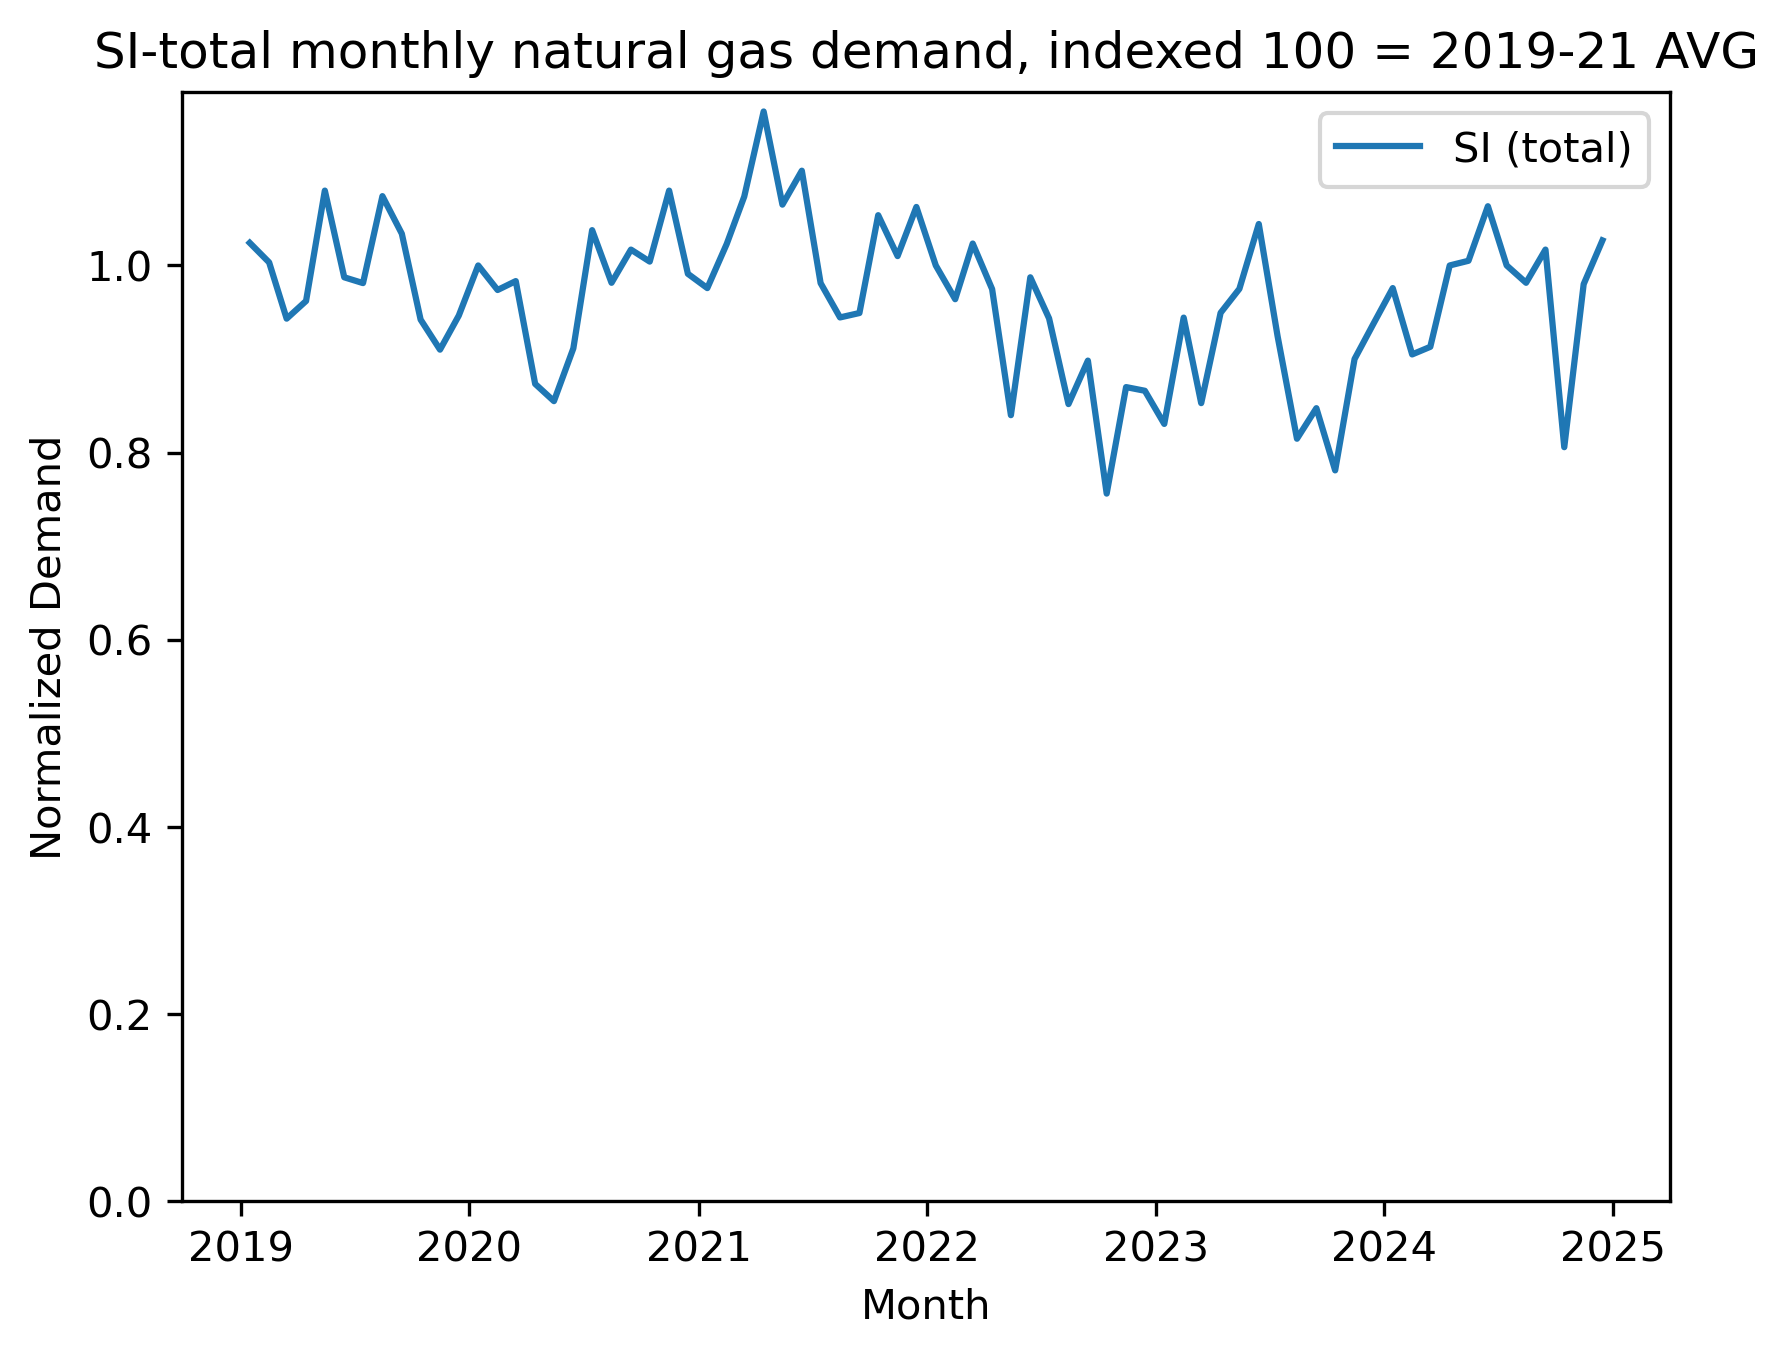 SI-total monthly natural gas demand, indexed 100 = 2019-21 AVG
SI (total)
1.0
0.8
0.6
0.4
0.2
0.0
Normalized Demand
2019 2020 2021 2022 2023 2024 2025
Month